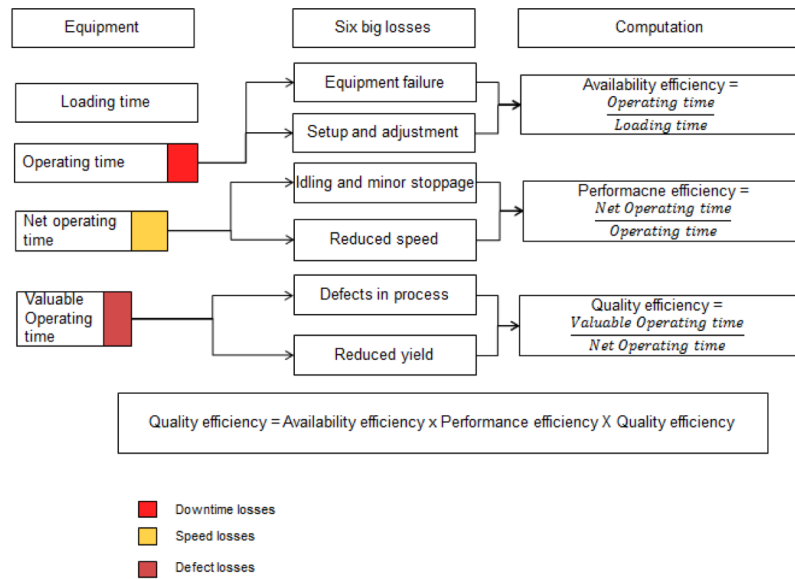 Equipment
Six big losses
Computation
Loading time
Equipment failure
Availability efficiency =
Operating time
Loading time
Setup and adjustment
Operating time
Idling and minor stoppage
Performacne efficiency =
Net Operating time
Operating time
Net operating
time
Reduced speed
Valuable
Operating
time
Defects in process
Quality efficiency =
Valuable Operating time
Net Operating time
Reduced yield
Quality efficiency = Availability efficiency x Performance efficiency X Quality efficiency
Downtime losses
Speed losses
Defect losses